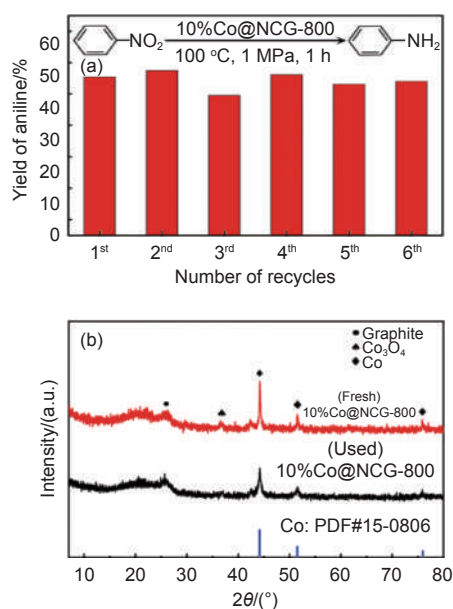 10%Co@NCG-800
NO₂ NH₂
100 °C, 1 MPa, 1 h
(a)
Yield of aniline/%
60
50
40
30
20
10
0
1st 2nd 3rd 4th 5th 6th
Number of recycles
(b)
Graphite
Co₃O₄
Co
(Fresh)
10%Co@NCG-800
(Used)
10%Co@NCG-800
Co: PDF#15-0806
Intensity/(a.u.)
10 20 30 40 50 60 70 80
2θ/(°)